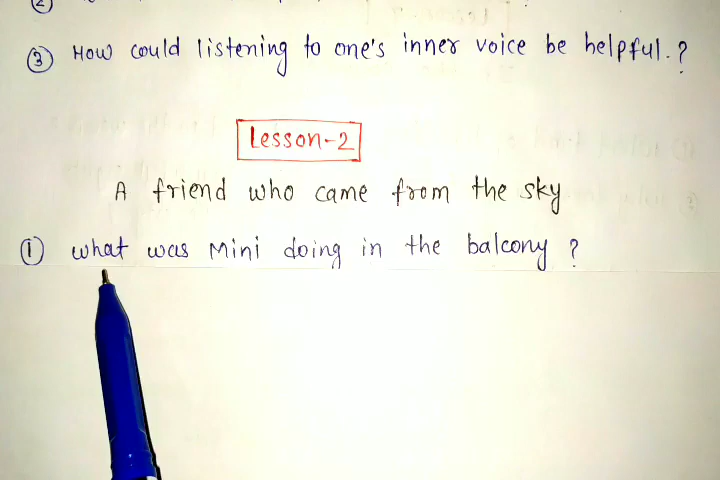 ③ How could listening to one's inner voice be helpful.?
Lesson-2
A friend who came from the sky
① what was Mini doing in the balcony ?